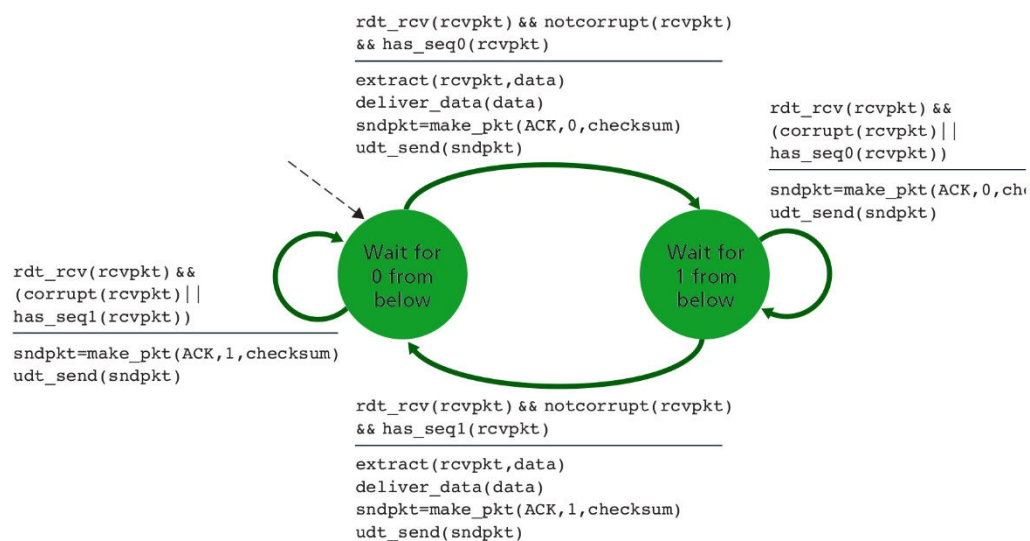 rdt_rcv(rcvpkt) && notcorrupt(rcvpkt)
&& has_seq0(rcvpkt)
extract(rcvpkt,data)
deliver_data(data)
sndpkt=make_pkt(ACK,0,checksum)
udt_send(sndpkt)
rdt_rcv(rcvpkt) &&
(corrupt(rcvpkt)||
has_seq0(rcvpkt))
sndpkt=make_pkt(ACK,0,che
udt_send(sndpkt)
Wait for
0 from
below
Wait for
1 from
below
rdt_rcv(rcvpkt) &&
(corrupt(rcvpkt)||
has_seq1(rcvpkt))
sndpkt=make_pkt(ACK,1,checksum)
udt_send(sndpkt)
rdt_rcv(rcvpkt) && notcorrupt(rcvpkt)
&& has_seq1(rcvpkt)
extract(rcvpkt,data)
deliver_data(data)
sndpkt=make_pkt(ACK,1,checksum)
udt_send(sndpkt)